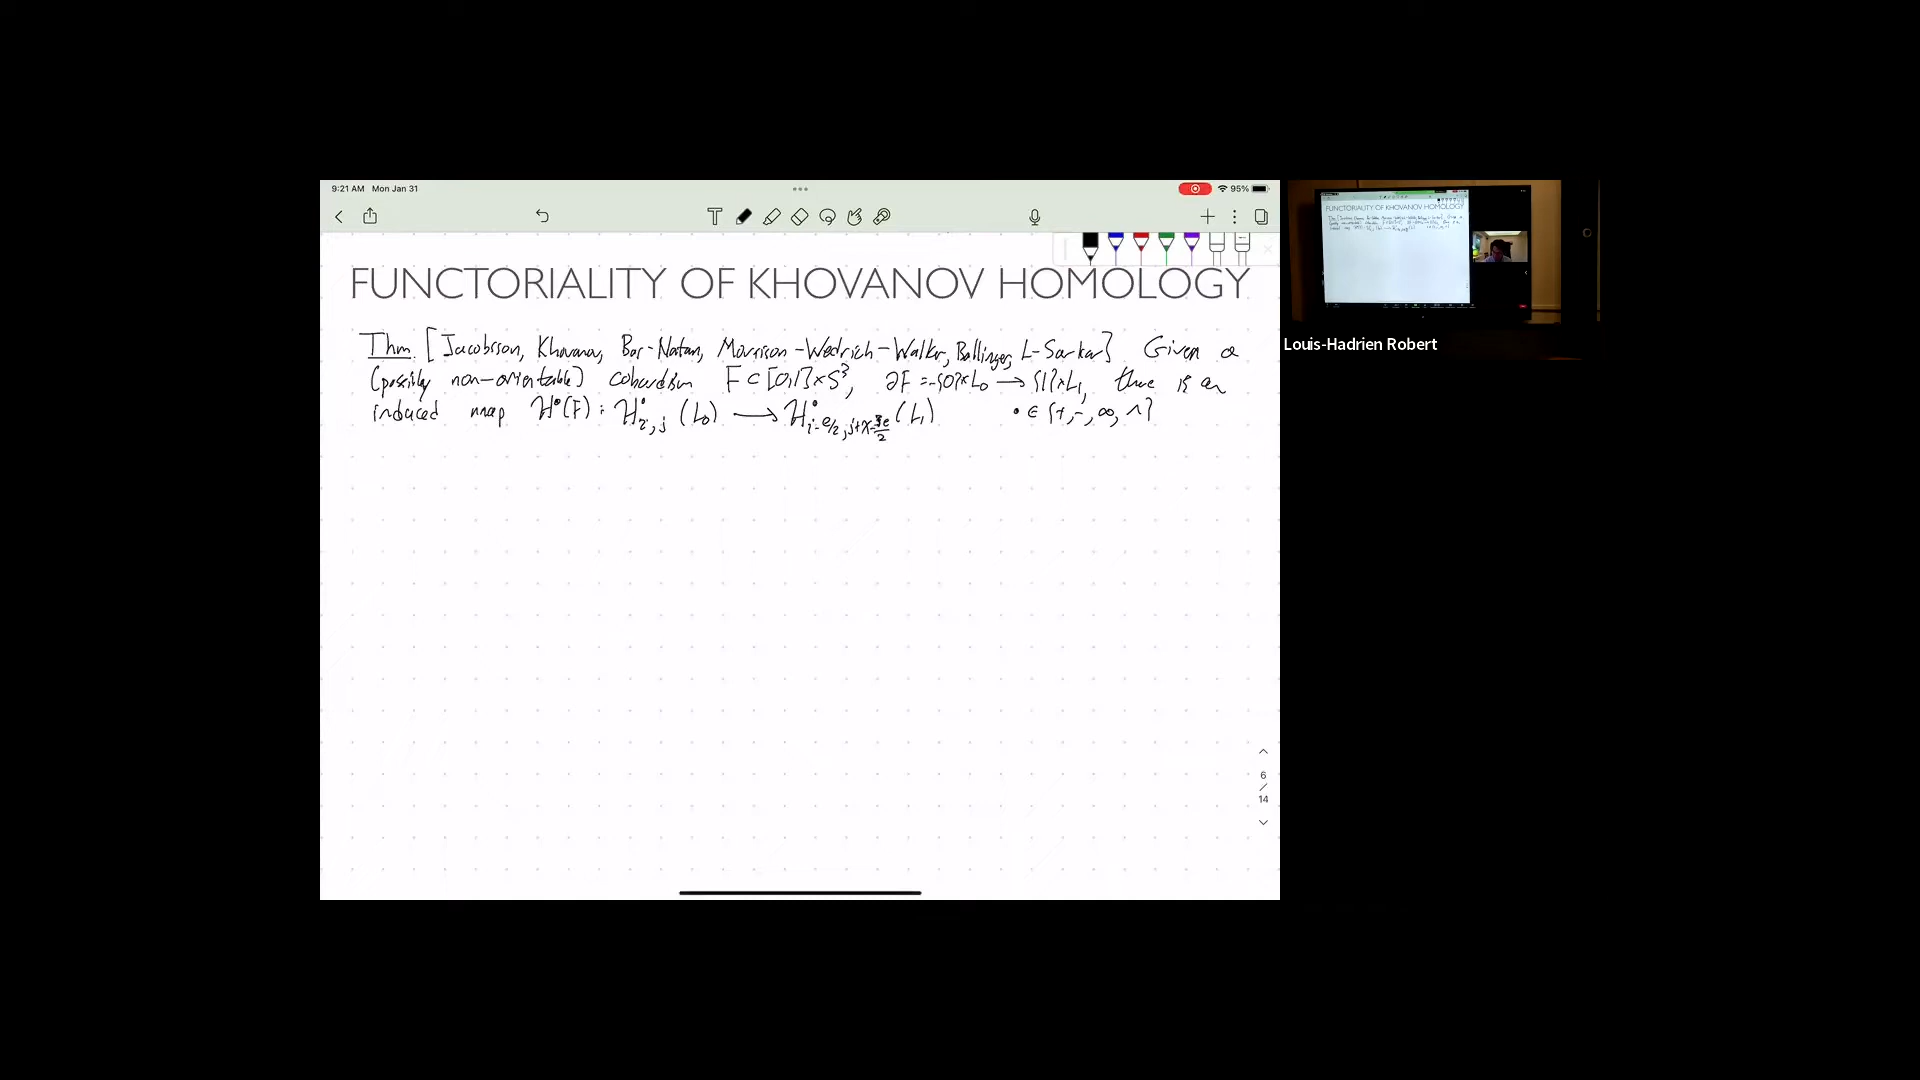 9:21 AM Mon Jan 31
95%
FUNCTORIALITY OF KHOVANOV HOMOLOGY
Thm. [Jacobsson, Khovanov, Bar-Natan, Morrison-Wedrich-Walker, Ballinger, L-Sarkar] Given a
(possibly non-orientable) cobordism F ⊂ [0,1]×S³, ∂F = -{0}×L₀ → {1}×L₁, there is an
induced map H•(F) : H•_{i,j} (L₀) → H•_{i-e/2, j+χ-3e/2} (L₁) • ∈ {+, -, ∞, ^}
6
/
14
Louis-Hadrien Robert